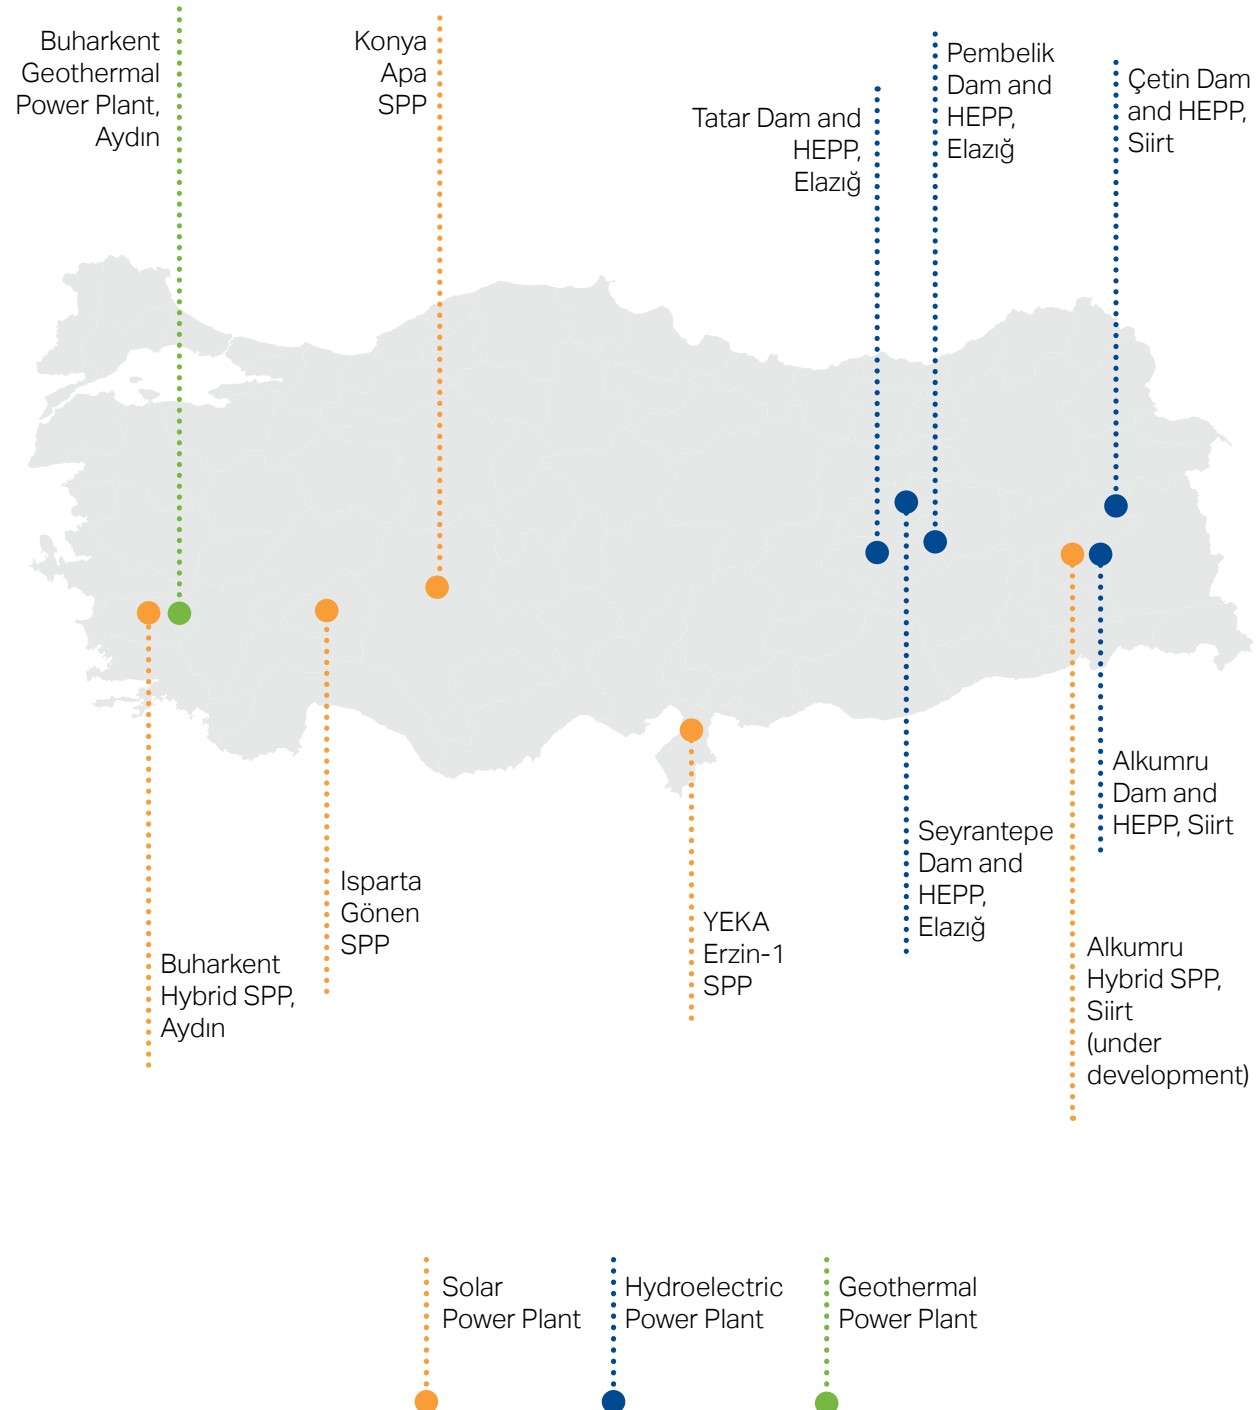 Buharkent
Geothermal
Power Plant,
Aydın
Konya
Apa
SPP
Tatar Dam and
HEPP,
Elazığ
Pembelik
Dam and
HEPP,
Elazığ
Çetin Dam
and HEPP,
Siirt
Buharkent
Hybrid SPP,
Aydın
Isparta
Gönen
SPP
YEKA
Erzin-1
SPP
Seyrantepe
Dam and
HEPP,
Elazığ
Alkumru
Dam and
HEPP, Siirt
Alkumru
Hybrid SPP,
Siirt
(under
development)
Solar
Power Plant
Hydroelectric
Power Plant
Geothermal
Power Plant